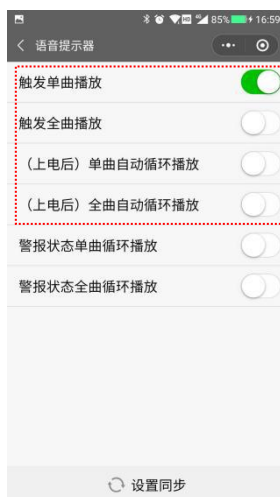 85% 16:59
语音提示器
触发单曲播放
触发全曲播放
（上电后）单曲自动循环播放
（上电后）全曲自动循环播放
警报状态单曲循环播放
警报状态全曲循环播放
设置同步